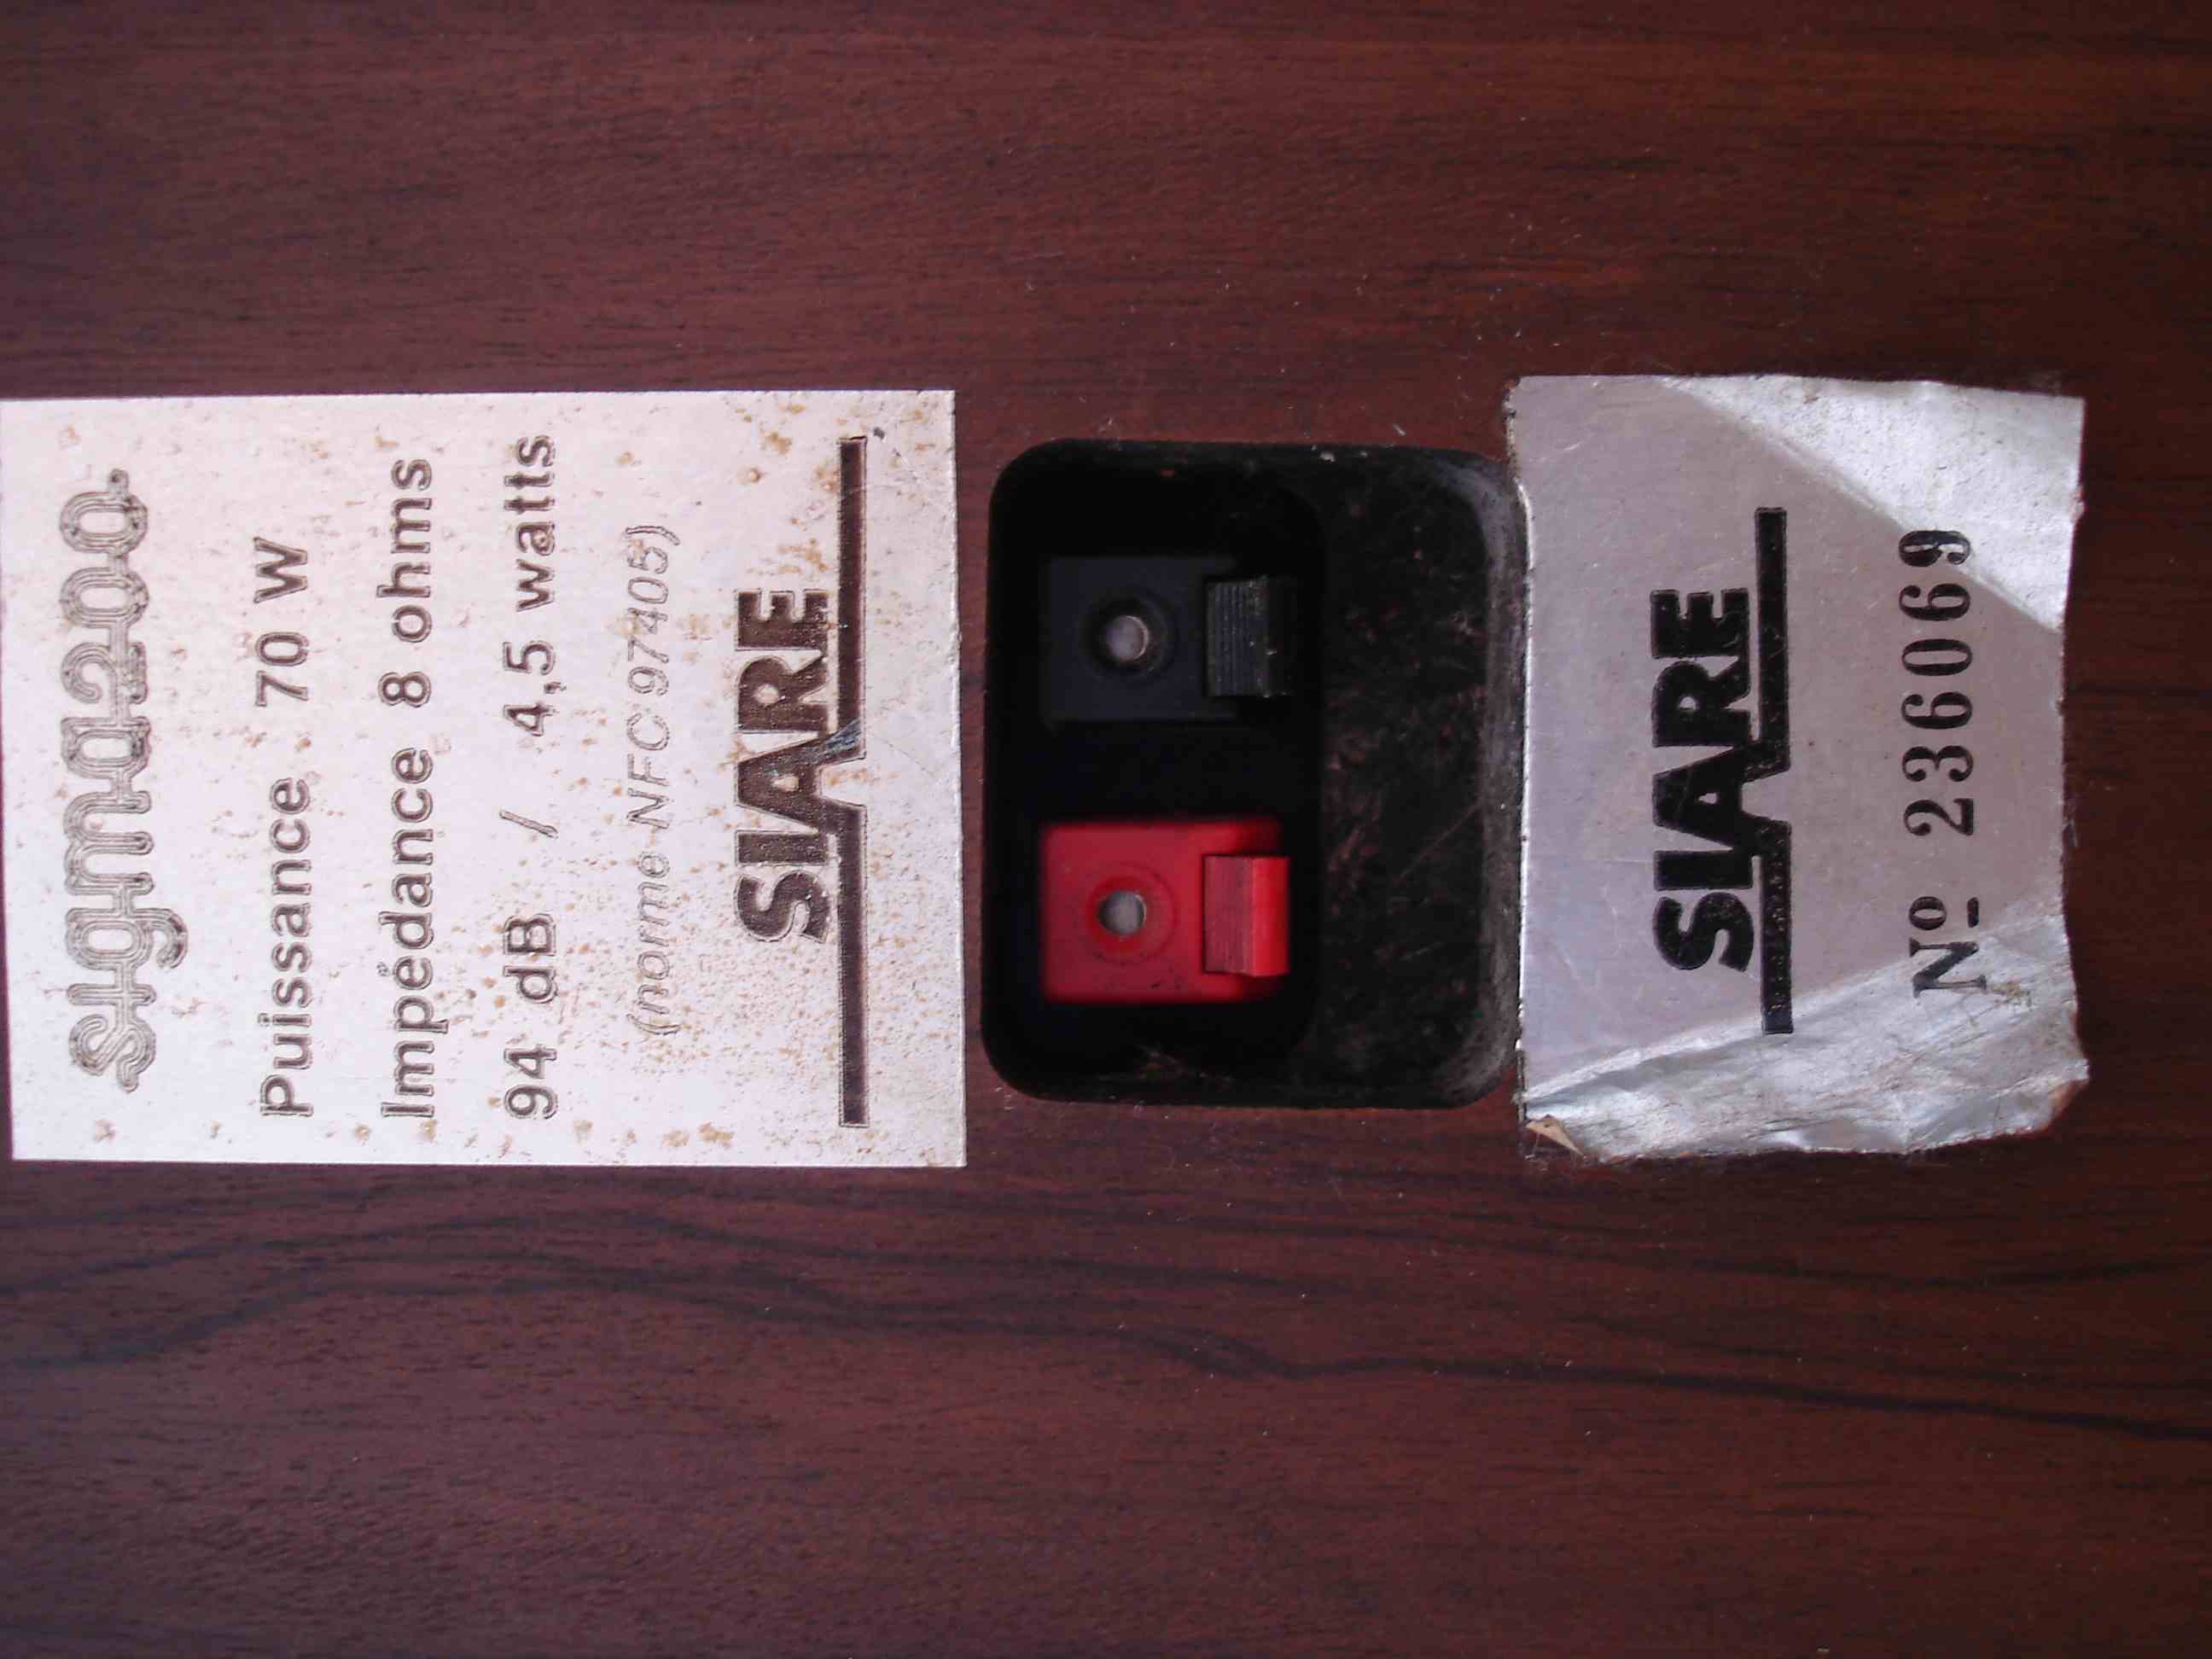 sigma200
Puissance 70 W
Impédance 8 ohms
94 dB / 4,5 watts
(norme NFC 97405)
SIARE
SIARE
Nº 236069